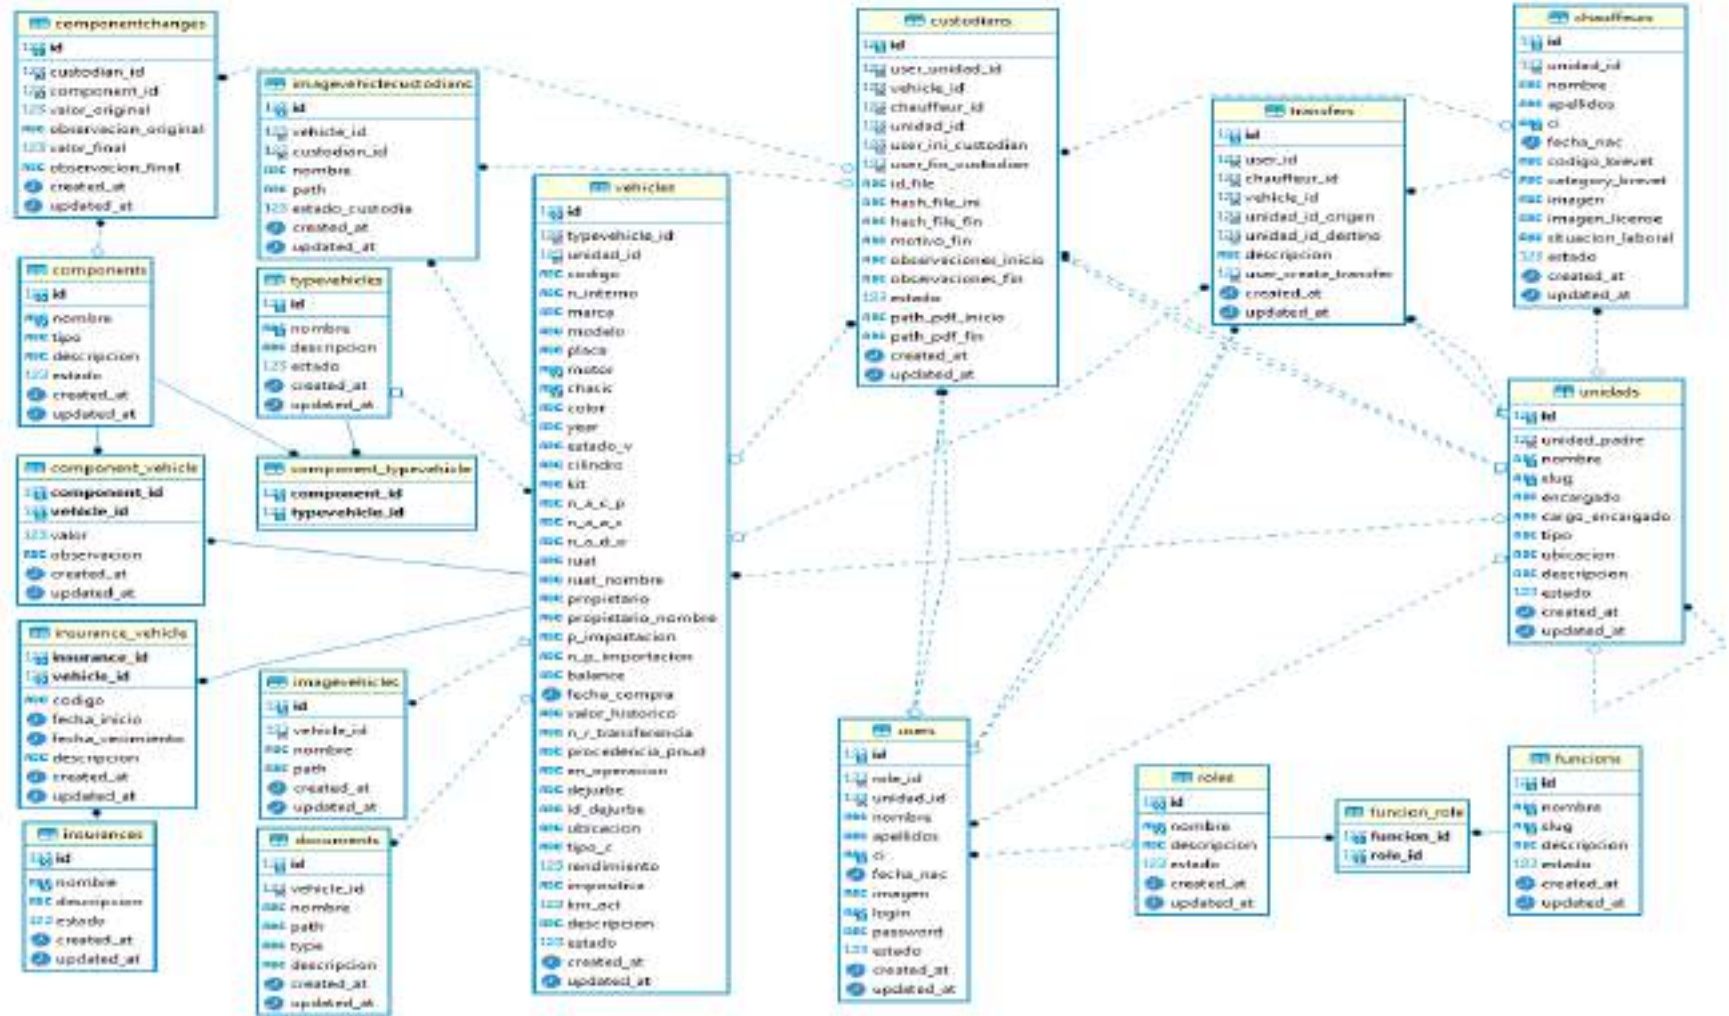 componentchanges
id
custodian_id
component_id
valor_original
observacion_original
valor_final
observacion_final
created_at
updated_at
components
id
nombre
tipo
descripcion
estado
created_at
updated_at
component_vehicle
component_id
vehicle_id
valor
observacion
created_at
updated_at
insurance_vehicle
insurance_id
vehicle_id
codigo
fecha_inicio
fecha_vecimiento
descripcion
created_at
updated_at
insurances
id
nombre
descripcion
estado
created_at
updated_at
imagevehiclecustodians
id
vehicle_id
custodian_id
nombre
path
estado_custodia
created_at
updated_at
typevehicles
id
nombre
descripcion
estado
created_at
updated_at
component_typevehicle
component_id
typevehicle_id
imagevehicles
id
vehicle_id
nombre
path
created_at
updated_at
documents
id
vehicle_id
nombre
path
type
descripcion
created_at
updated_at
vehicles
id
typevehicle_id
unidad_id
codigo
n_interno
marca
modelo
placa
motor
chasis
color
year
estado_v
cilindro
kit
ruat
ruat_nombre
propietario
propietario_nombre
p_importacion
n_p_importacion
balance
fecha_compra
valor_historico
n_r_transferencia
procedencia_pnud
en_operacion
dejurbe
id_dejurbe
ubicacion
tipo_c
rendimiento
km_act
descripcion
estado
created_at
updated_at
custodians
id
user_unidad_id
vehicle_id
chauffeur_id
unidad_id
user_ini_custodian
user_fin_custodian
id_file
hash_file_ini
hash_file_fin
motivo_fin
observaciones_inicio
observaciones_fin
estado
path_pdf_inicio
path_pdf_fin
created_at
updated_at
users
id
role_id
unidad_id
nombre
apellidos
ci
fecha_nac
imagen
login
password
estado
created_at
updated_at
transfers
id
user_id
chauffeur_id
vehicle_id
unidad_id_origen
unidad_id_destino
descripcion
user_create_transfer
created_at
updated_at
roles
id
nombre
descripcion
estado
created_at
updated_at
funcion_role
funcion_id
role_id
chauffeurs
id
unidad_id
nombre
apellidos
ci
fecha_nac
codigo_brevet
category_brevet
imagen
imagen_license
situacion_laboral
estado
created_at
updated_at
unidads
id
unidad_padre
nombre
slug
encargado
cargo_encargado
tipo
ubicacion
descripcion
estado
created_at
updated_at
funcions
id
nombre
slug
descripcion
estado
created_at
updated_at